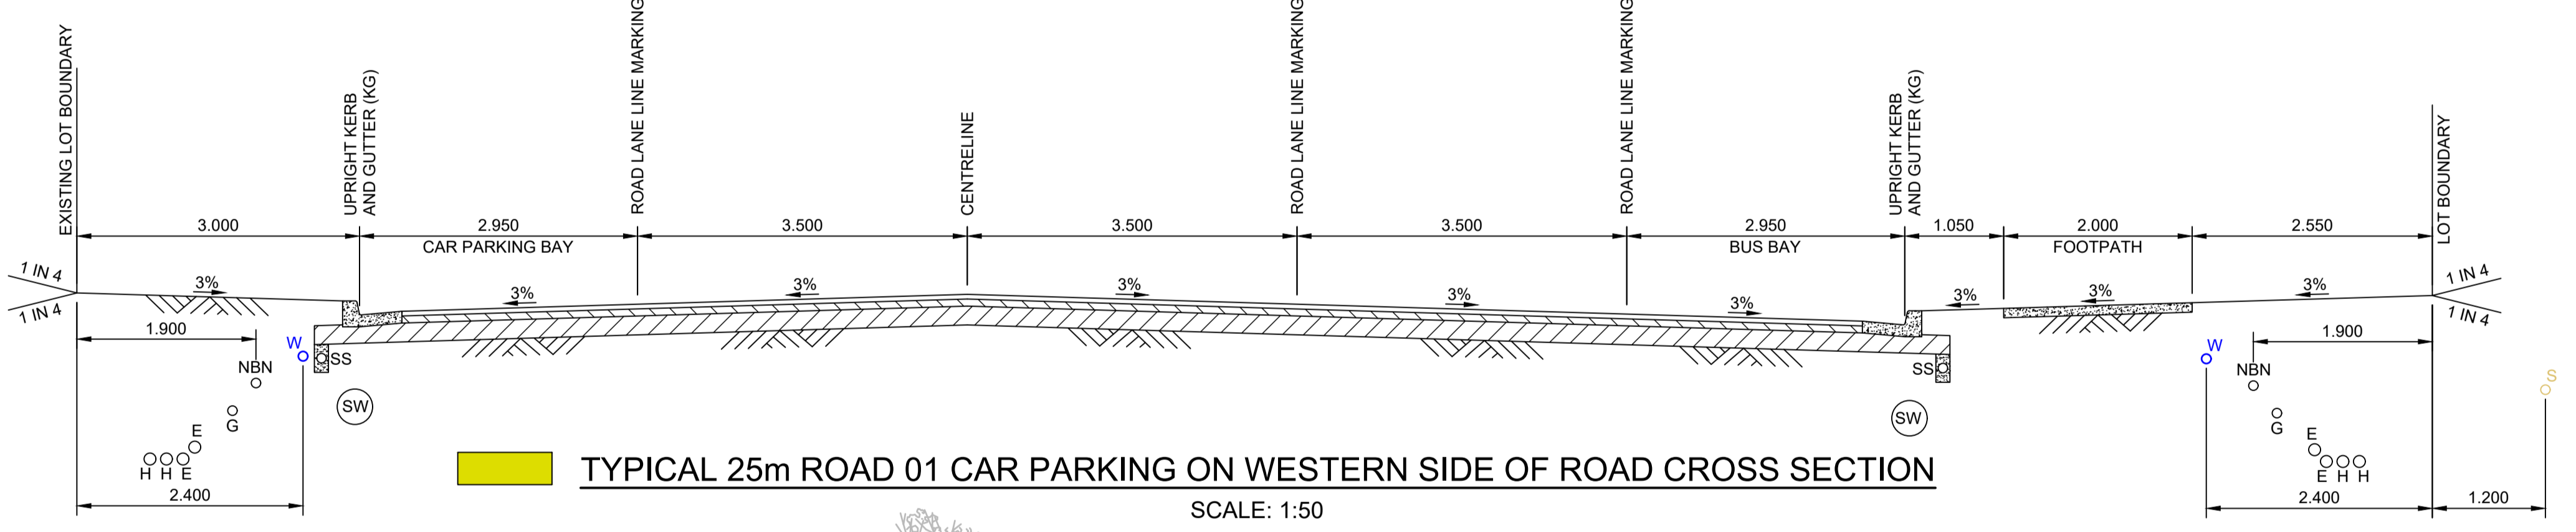 EXISTING LOT BOUNDARY
UPRIGHT KERB
AND GUTTER (KG)
ROAD LANE LINE MARKING
CENTRELINE
ROAD LANE LINE MARKING
ROAD LANE LINE MARKING
UPRIGHT KERB
AND GUTTER (KG)
LOT BOUNDARY
3.000
2.950
3.500
3.500
3.500
2.950
1.050
2.000
2.550
CAR PARKING BAY
BUS BAY
FOOTPATH
1 IN 4
1 IN 4
3%
3%
3%
3%
3%
3%
3%
3%
3%
1 IN 4
1 IN 4
1.900
W
SS
NBN
SW
G
E
H H E
2.400
SS
SW
1.900
W
NBN
G
E
E H H
S
2.400
1.200
TYPICAL 25m ROAD 01 CAR PARKING ON WESTERN SIDE OF ROAD CROSS SECTION
SCALE: 1:50